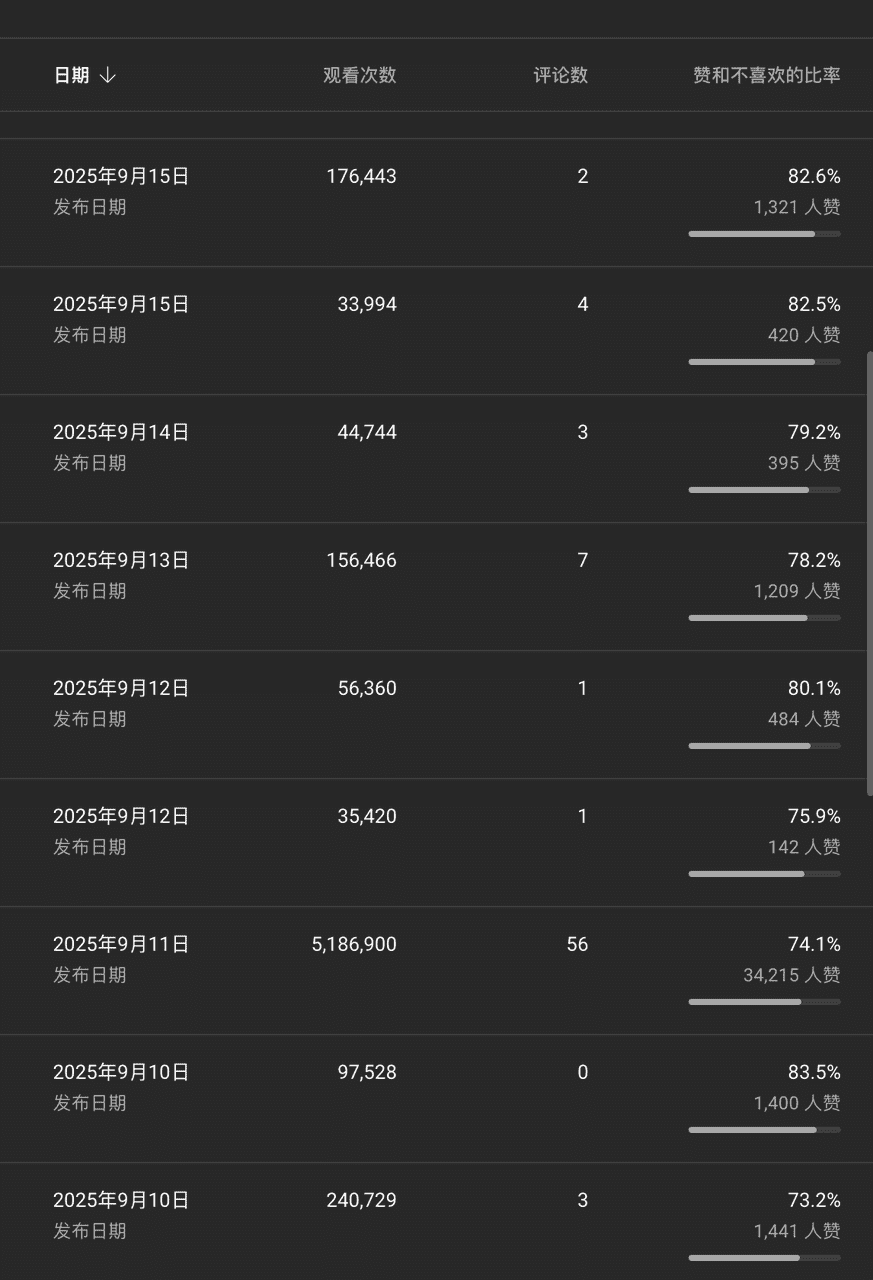 日期 ↓ 观看次数 评论数 赞和不喜欢的比率
2025年9月15日 176,443 2 82.6%
发布日期 1,321 人赞
2025年9月15日 33,994 4 82.5%
发布日期 420 人赞
2025年9月14日 44,744 3 79.2%
发布日期 395 人赞
2025年9月13日 156,466 7 78.2%
发布日期 1,209 人赞
2025年9月12日 56,360 1 80.1%
发布日期 484 人赞
2025年9月12日 35,420 1 75.9%
发布日期 142 人赞
2025年9月11日 5,186,900 56 74.1%
发布日期 34,215 人赞
2025年9月10日 97,528 0 83.5%
发布日期 1,400 人赞
2025年9月10日 240,729 3 73.2%
发布日期 1,441 人赞